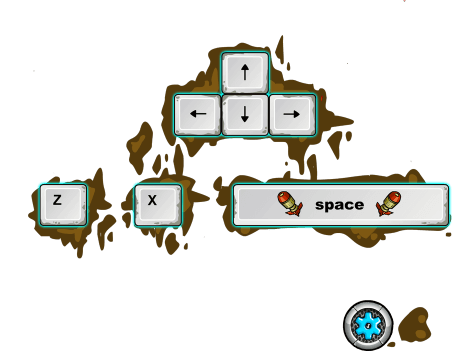 ↑
← ↓ →
Z X space